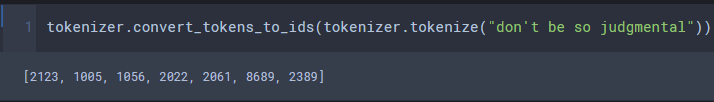 1 tokenizer.convert_tokens_to_ids(tokenizer.tokenize("don't be so judgmental"))
[2123, 1005, 1056, 2022, 2061, 8689, 2389]